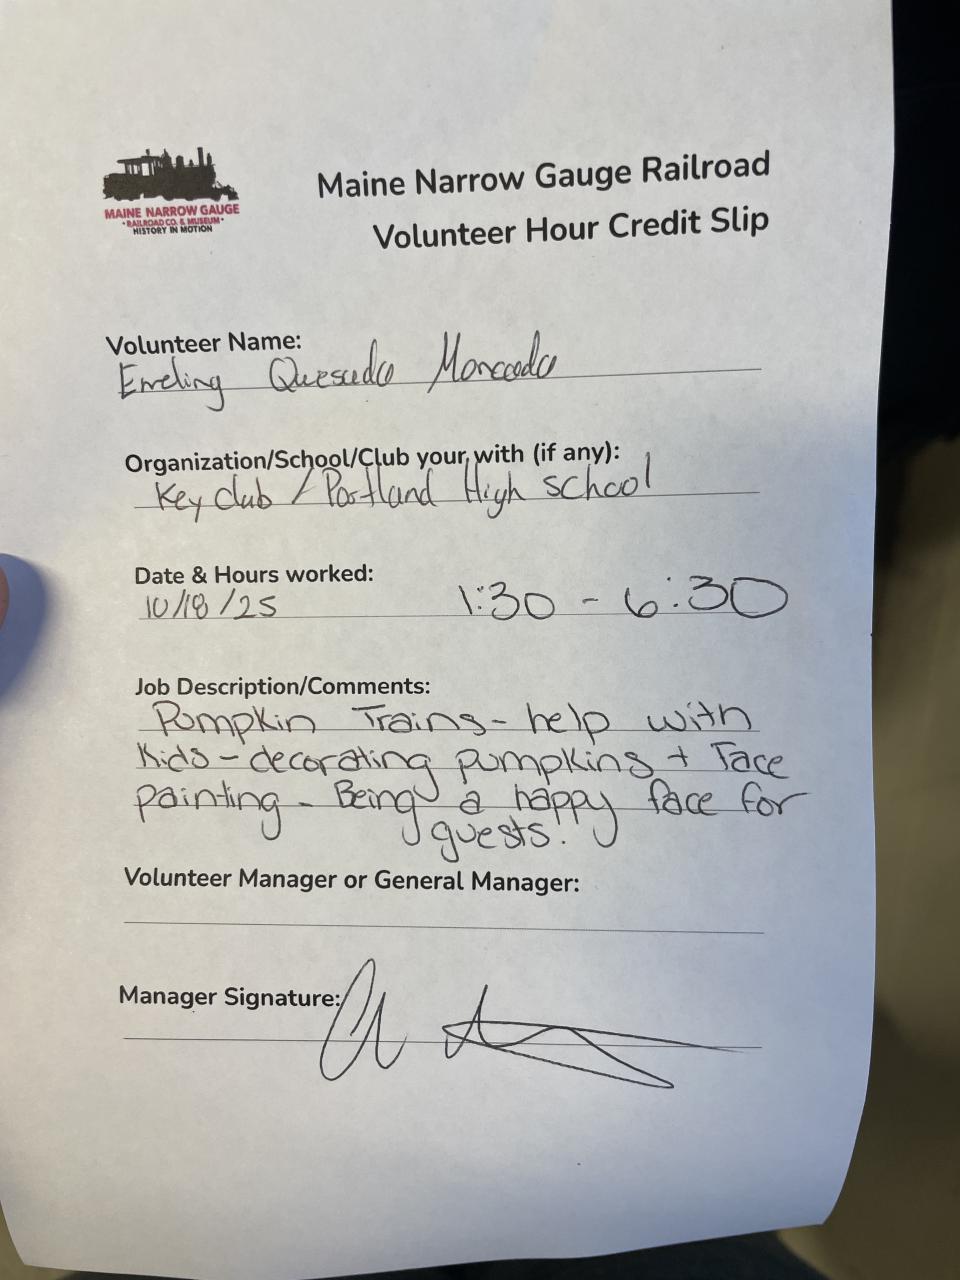 Maine Narrow Gauge Railroad
Volunteer Hour Credit Slip
MAINE NARROW GAUGE
• RAILROAD CO. & MUSEUM •
HISTORY IN MOTION
Volunteer Name:
Emeling Quesada Moncada
Organization/School/Club your with (if any):
Key club / Portland High school
Date & Hours worked:
10/18/25 1:30 - 6:30
Job Description/Comments:
Pumpkin Trains - help with
Kids - decorating pumpkins + Face
painting - Being a happy face for
guests.
Volunteer Manager or General Manager:
Manager Signature: